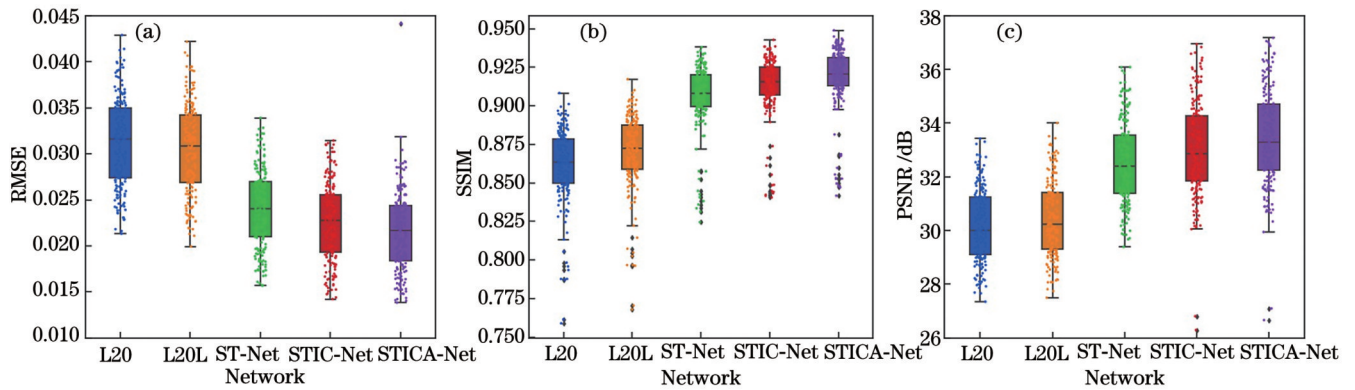 (a)
RMSE
0.045
0.040
0.035
0.030
0.025
0.020
0.015
0.010
L20 L20L ST-Net STIC-Net STICA-Net
Network
(b)
SSIM
0.950
0.925
0.900
0.875
0.850
0.825
0.800
0.775
0.750
L20 L20L ST-Net STIC-Net STICA-Net
Network
(c)
PSNR /dB
38
36
34
32
30
28
26
L20 L20L ST-Net STIC-Net STICA-Net
Network